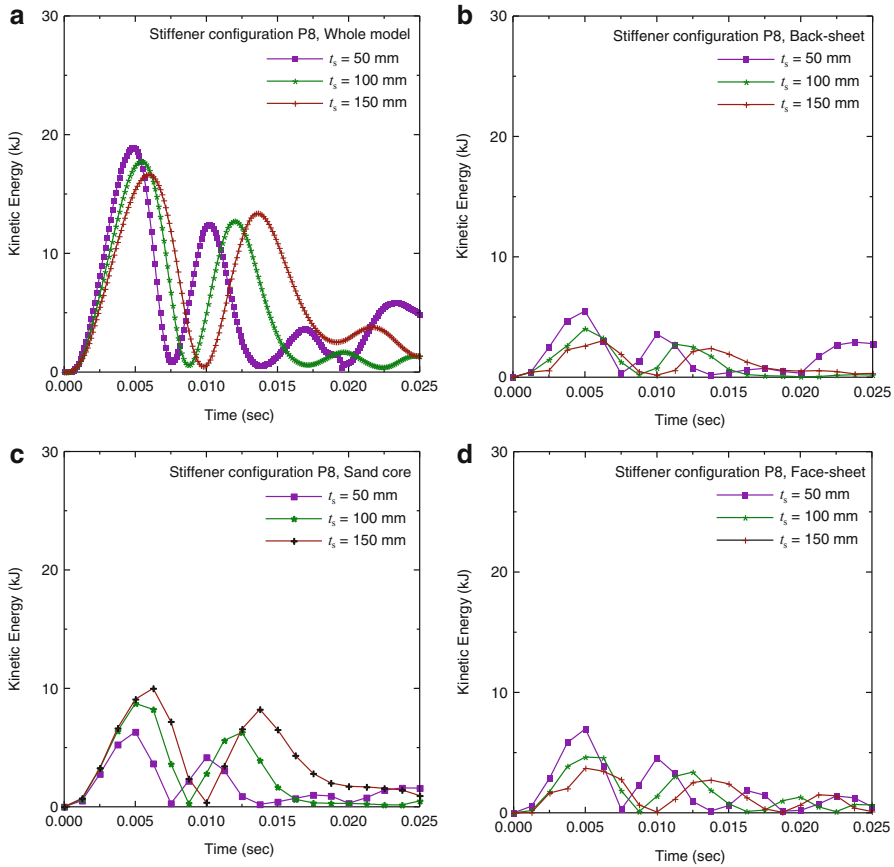 a
Stiffener configuration P8, Whole model
tₛ = 50 mm
tₛ = 100 mm
tₛ = 150 mm
Kinetic Energy (kJ)
30
20
10
0
0.000 0.005 0.010 0.015 0.020 0.025
Time (sec)
b
Stiffener configuration P8, Back-sheet
tₛ = 50 mm
tₛ = 100 mm
tₛ = 150 mm
Kinetic Energy (kJ)
30
20
10
0
0.000 0.005 0.010 0.015 0.020 0.025
Time (sec)
c
Stiffener configuration P8, Sand core
tₛ = 50 mm
tₛ = 100 mm
tₛ = 150 mm
Kinetic Energy (kJ)
30
20
10
0
0.000 0.005 0.010 0.015 0.020 0.025
Time (sec)
d
Stiffener configuration P8, Face-sheet
tₛ = 50 mm
tₛ = 100 mm
tₛ = 150 mm
Kinetic Energy (kJ)
30
20
10
0
0.000 0.005 0.010 0.015 0.020 0.025
Time (sec)